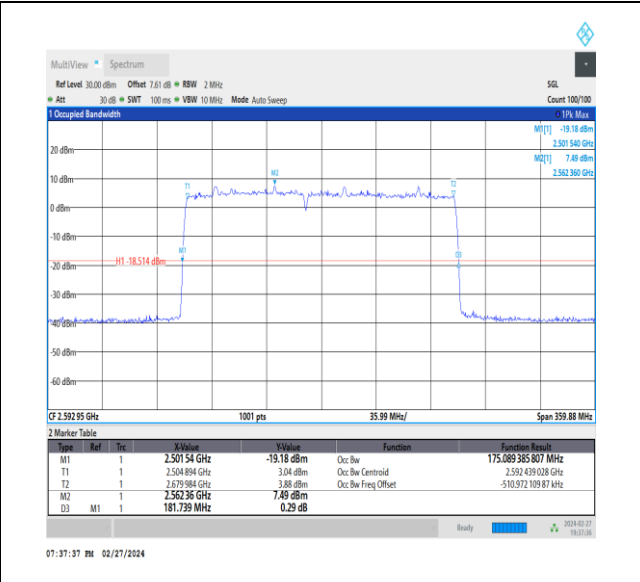 MultiView Spectrum
Ref Level 30.00 dBm Offset 7.61 dB RBW 2 MHz SGL
Att 30 dB SWT 100 ms VBW 10 MHz Mode Auto Sweep Count 100/100
1 Occupied Bandwidth 1Pk Max
M1[1] -19.18 dBm
2.501 540 GHz
M2[1] 7.49 dBm
2.562 360 GHz
20 dBm
10 dBm
M2
T1
T2
0 dBm
-10 dBm
M1
D3
H1 -18.514 dBm
-20 dBm
-30 dBm
-40 dBm
-50 dBm
-60 dBm
CF 2.592 95 GHz 1001 pts 35.99 MHz/ Span 359.88 MHz
2 Marker Table
Type Ref Trc X-Value Y-Value Function Function Result
M1 1 2.501 54 GHz -19.18 dBm Occ Bw 175.089 385 807 MHz
T1 1 2.504 894 GHz 3.04 dBm Occ Bw Centroid 2.592 439 028 GHz
T2 1 2.679 984 GHz 3.88 dBm Occ Bw Freq Offset -510.972 109 87 kHz
M2 1 2.562 36 GHz 7.49 dBm
D3 M1 1 181.739 MHz 0.29 dB
Ready 2024-02-27
19:37:36
07:37:37 PM 02/27/2024